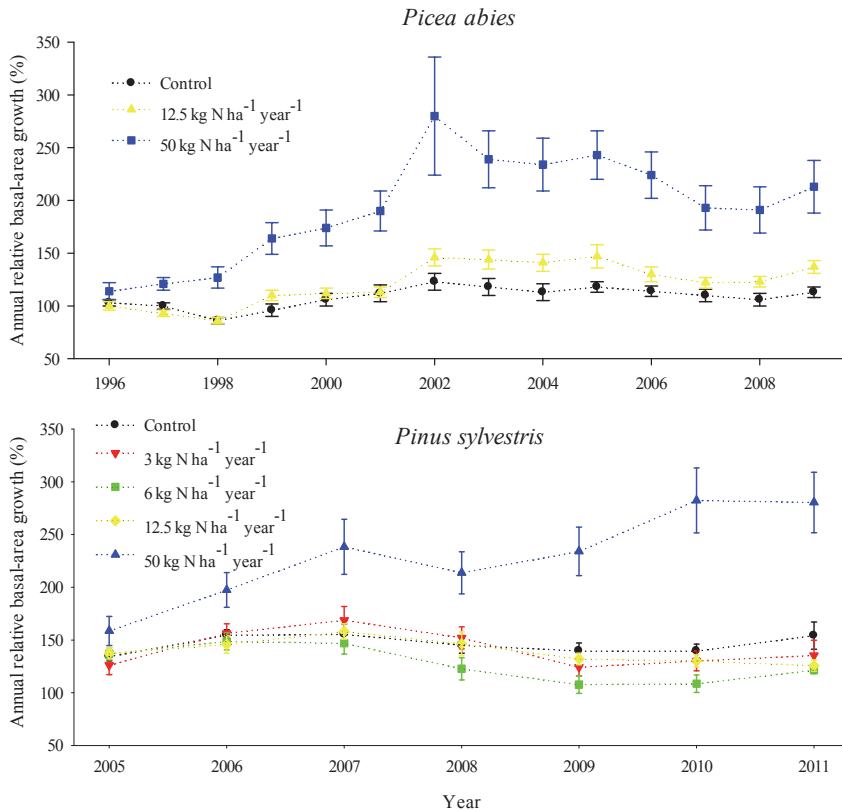 Picea abies
Annual relative basal-area growth (%)
350
300
250
200
150
100
50
Control
12.5 kg N ha⁻¹ year⁻¹
50 kg N ha⁻¹ year⁻¹
1996 1998 2000 2002 2004 2006 2008
Pinus sylvestris
Annual relative basal-area growth (%)
350
300
250
200
150
100
50
Control
3 kg N ha⁻¹ year⁻¹
6 kg N ha⁻¹ year⁻¹
12.5 kg N ha⁻¹ year⁻¹
50 kg N ha⁻¹ year⁻¹
2005 2006 2007 2008 2009 2010 2011
Year